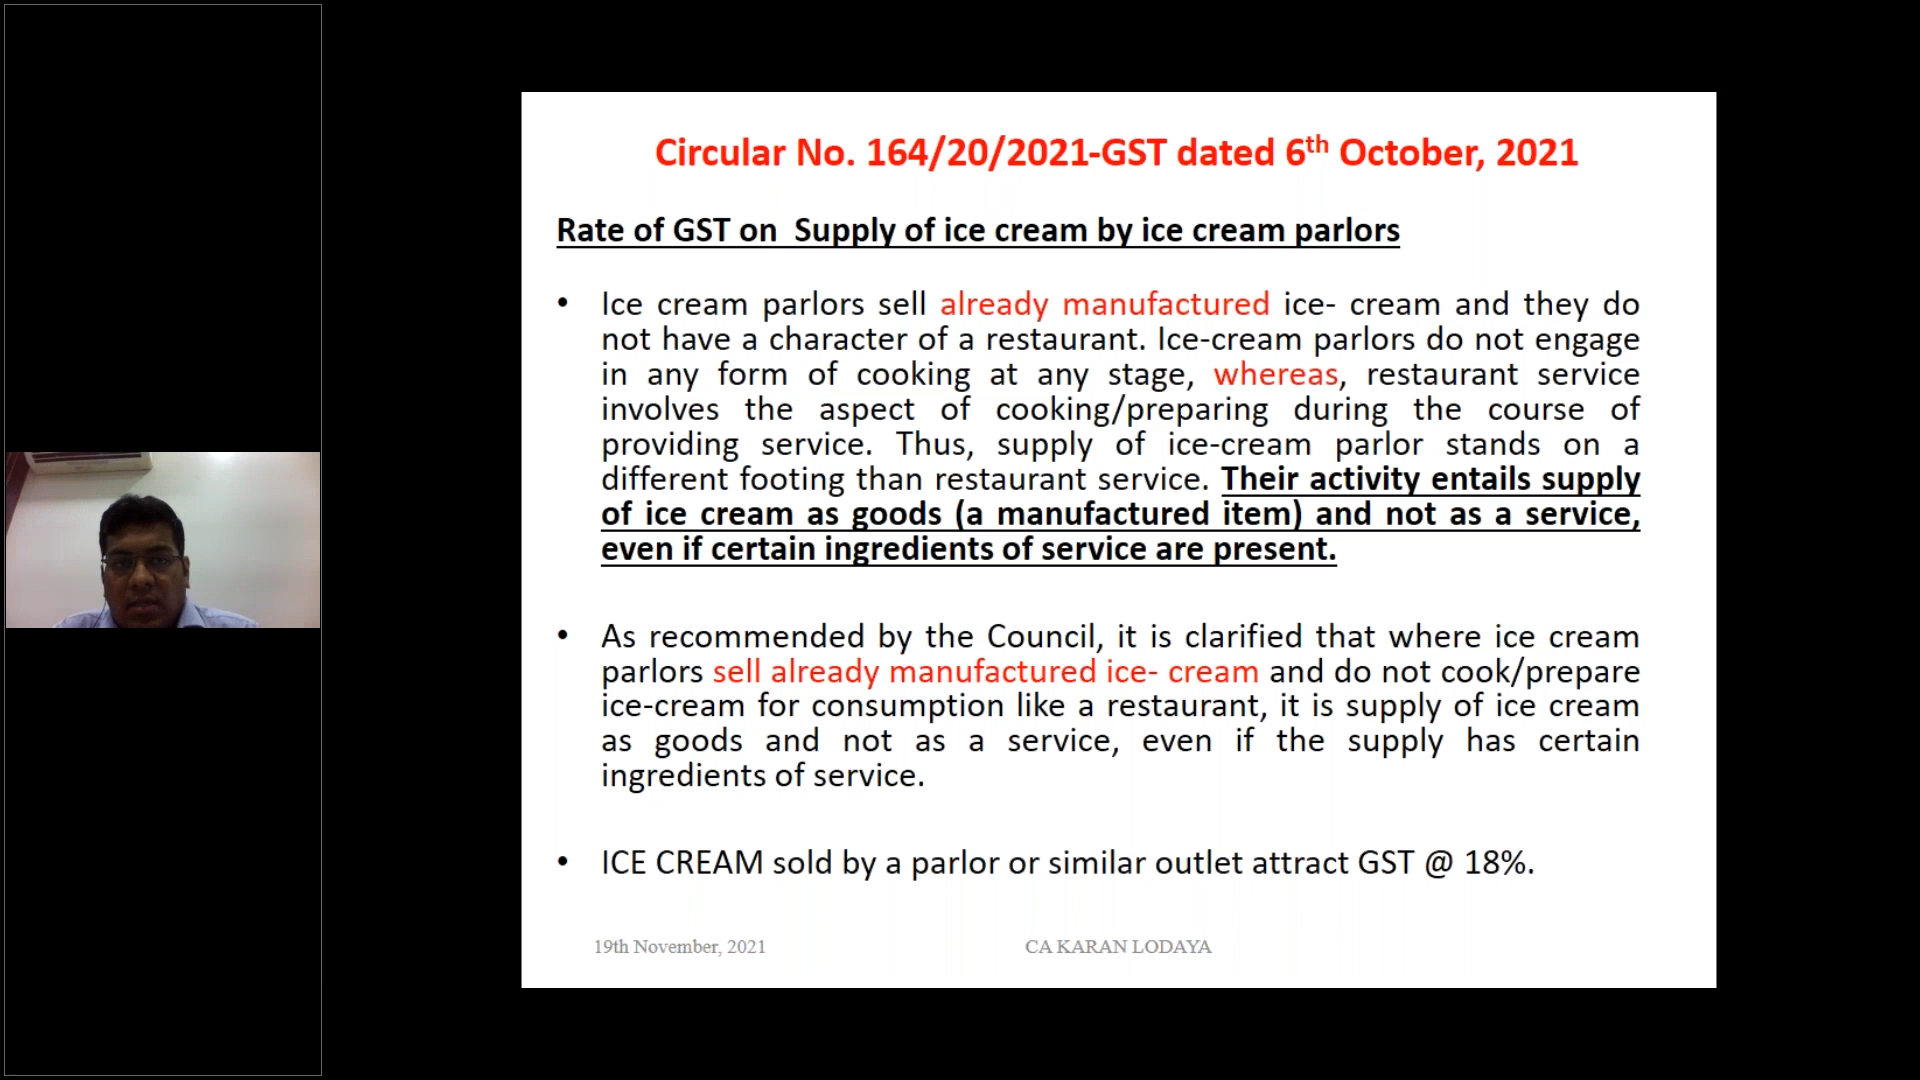 Circular No. 164/20/2021-GST dated 6th October, 2021
Rate of GST on Supply of ice cream by ice cream parlors
• Ice cream parlors sell already manufactured ice- cream and they do
not have a character of a restaurant. Ice-cream parlors do not engage
in any form of cooking at any stage, whereas, restaurant service
involves the aspect of cooking/preparing during the course of
providing service. Thus, supply of ice-cream parlor stands on a
different footing than restaurant service. Their activity entails supply
of ice cream as goods (a manufactured item) and not as a service,
even if certain ingredients of service are present.
• As recommended by the Council, it is clarified that where ice cream
parlors sell already manufactured ice- cream and do not cook/prepare
ice-cream for consumption like a restaurant, it is supply of ice cream
as goods and not as a service, even if the supply has certain
ingredients of service.
• ICE CREAM sold by a parlor or similar outlet attract GST @ 18%.
19th November, 2021
CA KARAN LODAYA